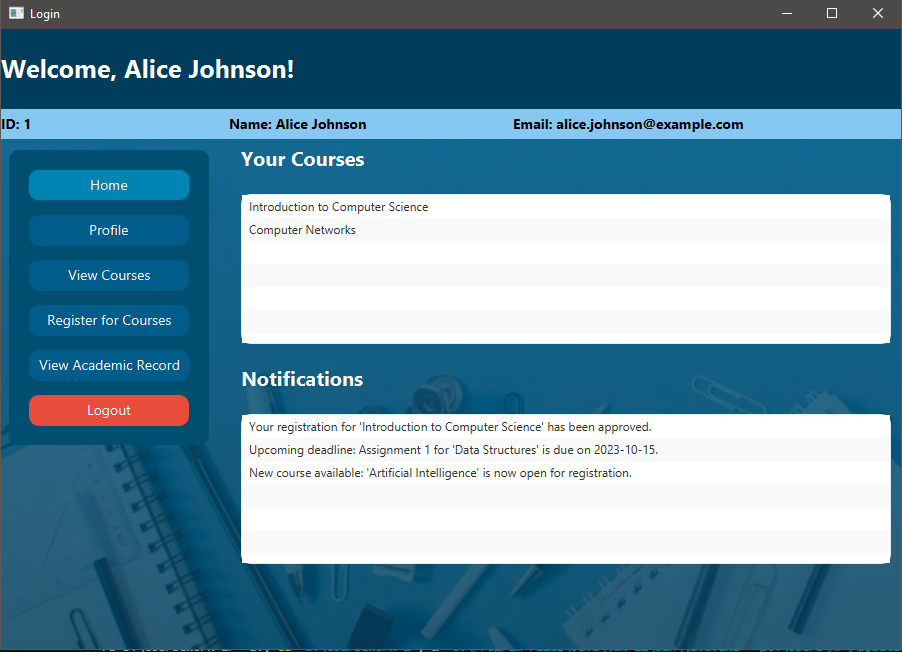 Login
Welcome, Alice Johnson!
ID: 1 Name: Alice Johnson Email: alice.johnson@example.com
Home
Profile
View Courses
Register for Courses
View Academic Record
Logout
Your Courses
Introduction to Computer Science
Computer Networks
Notifications
Your registration for 'Introduction to Computer Science' has been approved.
Upcoming deadline: Assignment 1 for 'Data Structures' is due on 2023-10-15.
New course available: 'Artificial Intelligence' is now open for registration.